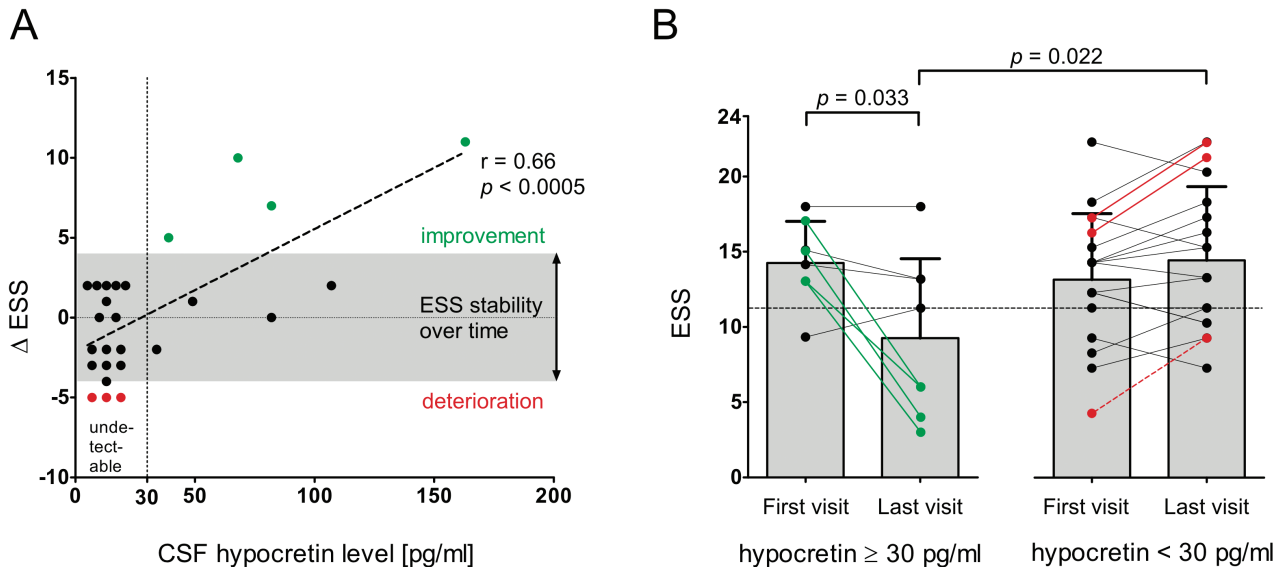 A
Δ ESS
15
10
5
0
-5
-10
r = 0.66
p < 0.0005
improvement
ESS stability
over time
deterioration
unde-
tect-
able
0 30 50 100 150 200
CSF hypocretin level [pg/ml]
B
p = 0.022
p = 0.033
ESS
24
20
15
10
5
0
First visit Last visit First visit Last visit
hypocretin ≥ 30 pg/ml hypocretin < 30 pg/ml